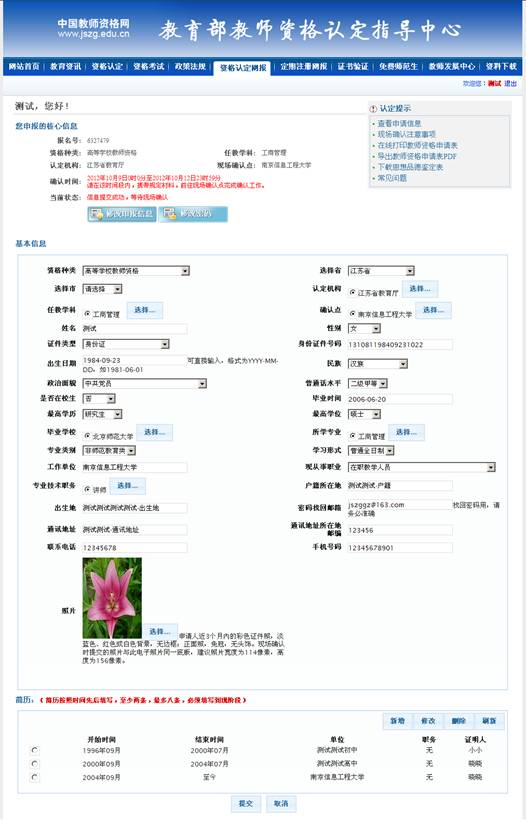 中国教师资格网 教育部教师资格认定指导中心
www.jszg.edu.cn
网站首页 | 教育资讯 | 资格认定 | 资格考试 | 政策法规 | 资格认定网报 | 定期注册网报 | 证书验证 | 免费师范生 | 教师发展中心 | 资料下载
欢迎您：测试 退出
测试，您好！
认定提示
查看申请信息
现场确认注意事项
在线打印教师资格申请表
导出教师资格申请表PDF
下载思想品德鉴定表
常见问题
您申报的核心信息
报名号： 6527479
资格种类： 高等学校教师资格 任教学科： 工商管理
认定机构： 江苏省教育厅 现场确认点： 南京信息工程大学
确认时间： 2012年10月9日0时0分至2012年10月12日23时59分
请在该时间段内，携带规定材料，前往现场确认点完成确认工作。
当前状态： 信息提交成功，等待现场确认
修改申报信息 修改密码
基本信息
资格种类 高等学校教师资格 选择省 江苏省
选择市 请选择 认定机构 江苏省教育厅 选择...
任教学科 工商管理 选择... 确认点 南京信息工程大学 选择...
姓名 测试 性别 女
证件类型 身份证 身份证件号码 131081198409231022
出生日期 1984-09-23 可直接输入，格式为YYYY-MM-DD，如1981-06-01 民族 汉族
政治面貌 中共党员 普通话水平 二级甲等
是否在校生 否 毕业时间 2006-06-20
最高学历 研究生 最高学位 硕士
毕业学校 北京师范大学 选择... 所学专业 工商管理 选择...
专业类别 非师范教育类 学习形式 普通全日制
工作单位 南京信息工程大学 现从事职业 在职教学人员
专业技术职务 讲师 选择... 户籍所在地 测试测试-户籍
出生地 测试测试测试测试-出生地 密码找回邮箱 jszggz@163.com 找回密码用，请务必准确
通讯地址 测试测试-通讯地址 通讯地址所在地邮编 123456
联系电话 12345678 手机号码 12345678901
照片 选择... 申请人近3个月内的彩色证件照，淡
蓝色、红色或白色背景，无边框，正面照，免冠，无头饰。现场确认
时提交的照片与此电子照片同一底版，建议照片宽度为114像素，高
度为156像素。
简历：（ 简历按照时间先后填写，至少两条，最多八条，必须填写到现阶段 ）
新增 修改 删除 刷新
开始时间 结束时间 单位 职务 证明人
1996年09月 2000年07月 测试测试初中 无 小小
2000年09月 2004年07月 测试测试高中 无 晓晓
2004年09月 至今 南京信息工程大学 无 晓晓
提交 取消